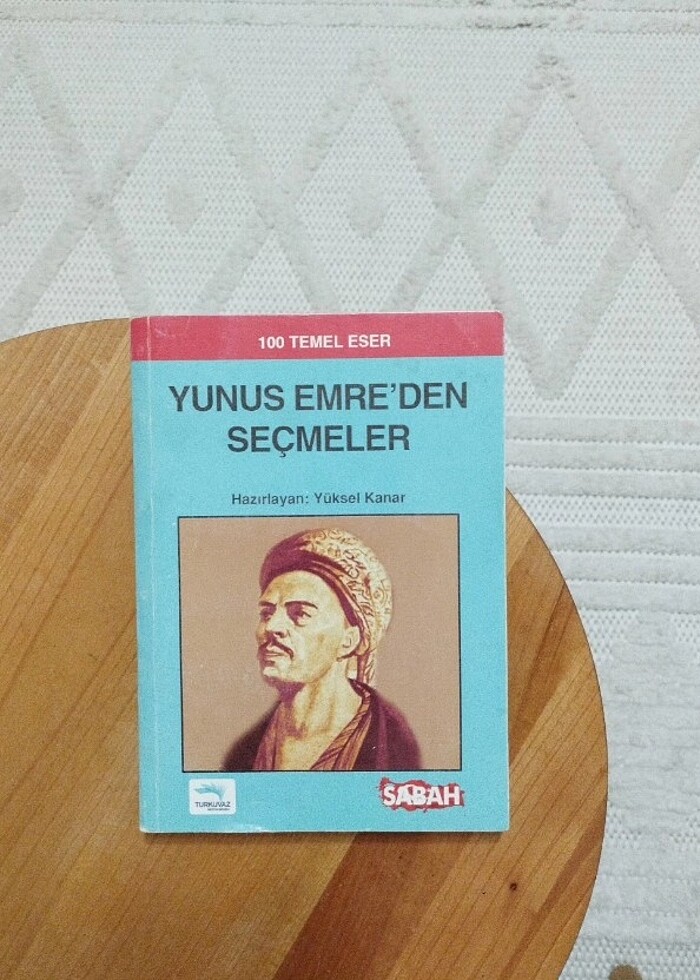 100 TEMEL ESER
YUNUS EMRE'DEN
SEÇMELER
Hazırlayan: Yüksel Kanar
TURKUVAZ
SABAH